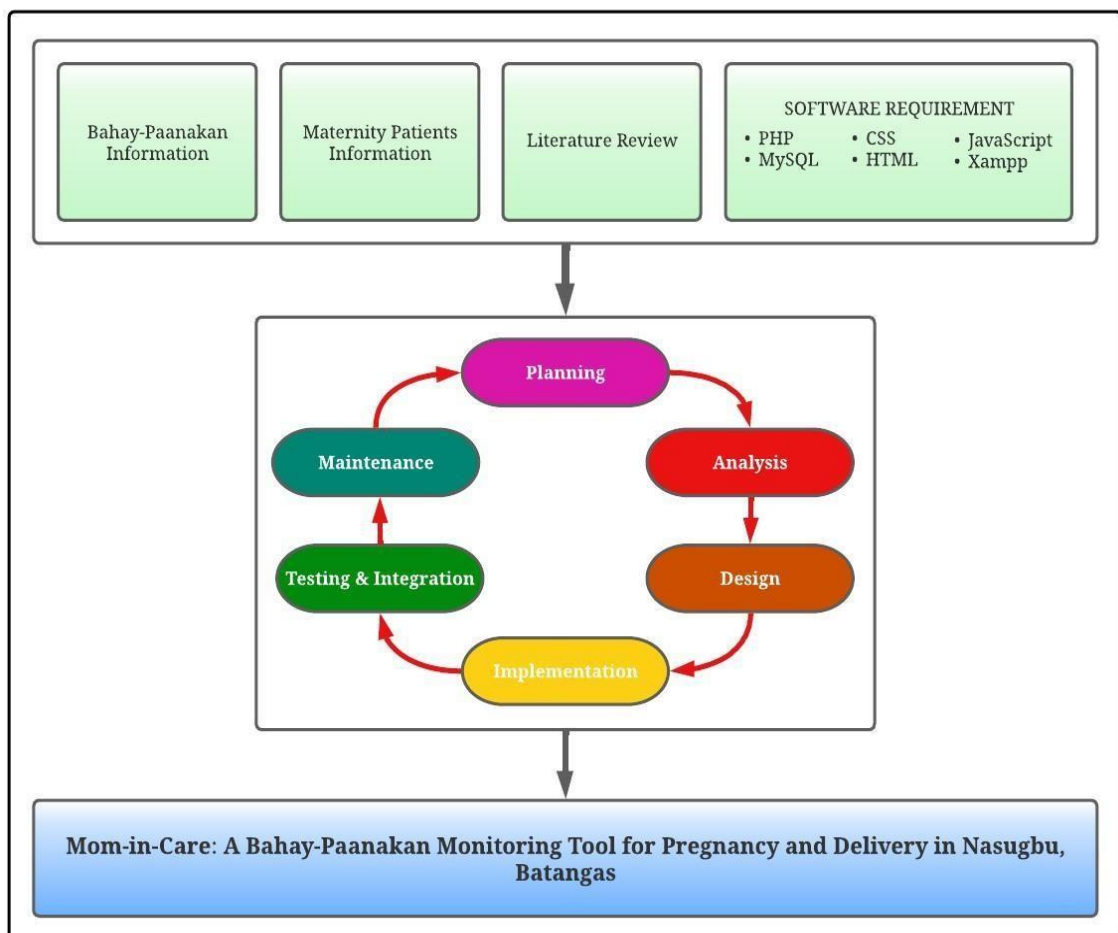 Bahay-Paanakan
Information
Maternity Patients
Information
Literature Review
SOFTWARE REQUIREMENT
• PHP
• MySQL
• CSS
• HTML
• JavaScript
• Xampp
Planning
Maintenance
Analysis
Testing & Integration
Design
Implementation
Mom-in-Care: A Bahay-Paanakan Monitoring Tool for Pregnancy and Delivery in Nasugbu,
Batangas